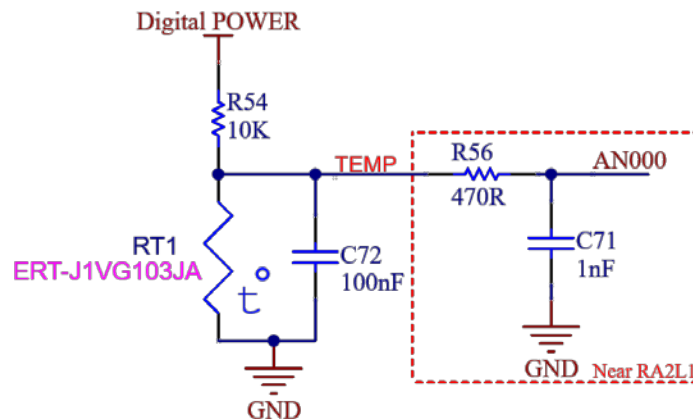 Digital POWER
R54
10K
TEMP
R56
470R
AN000
RT1
ERT-J1VG103JA
t°
C72
100nF
C71
1nF
GND
GND
Near RA2L1